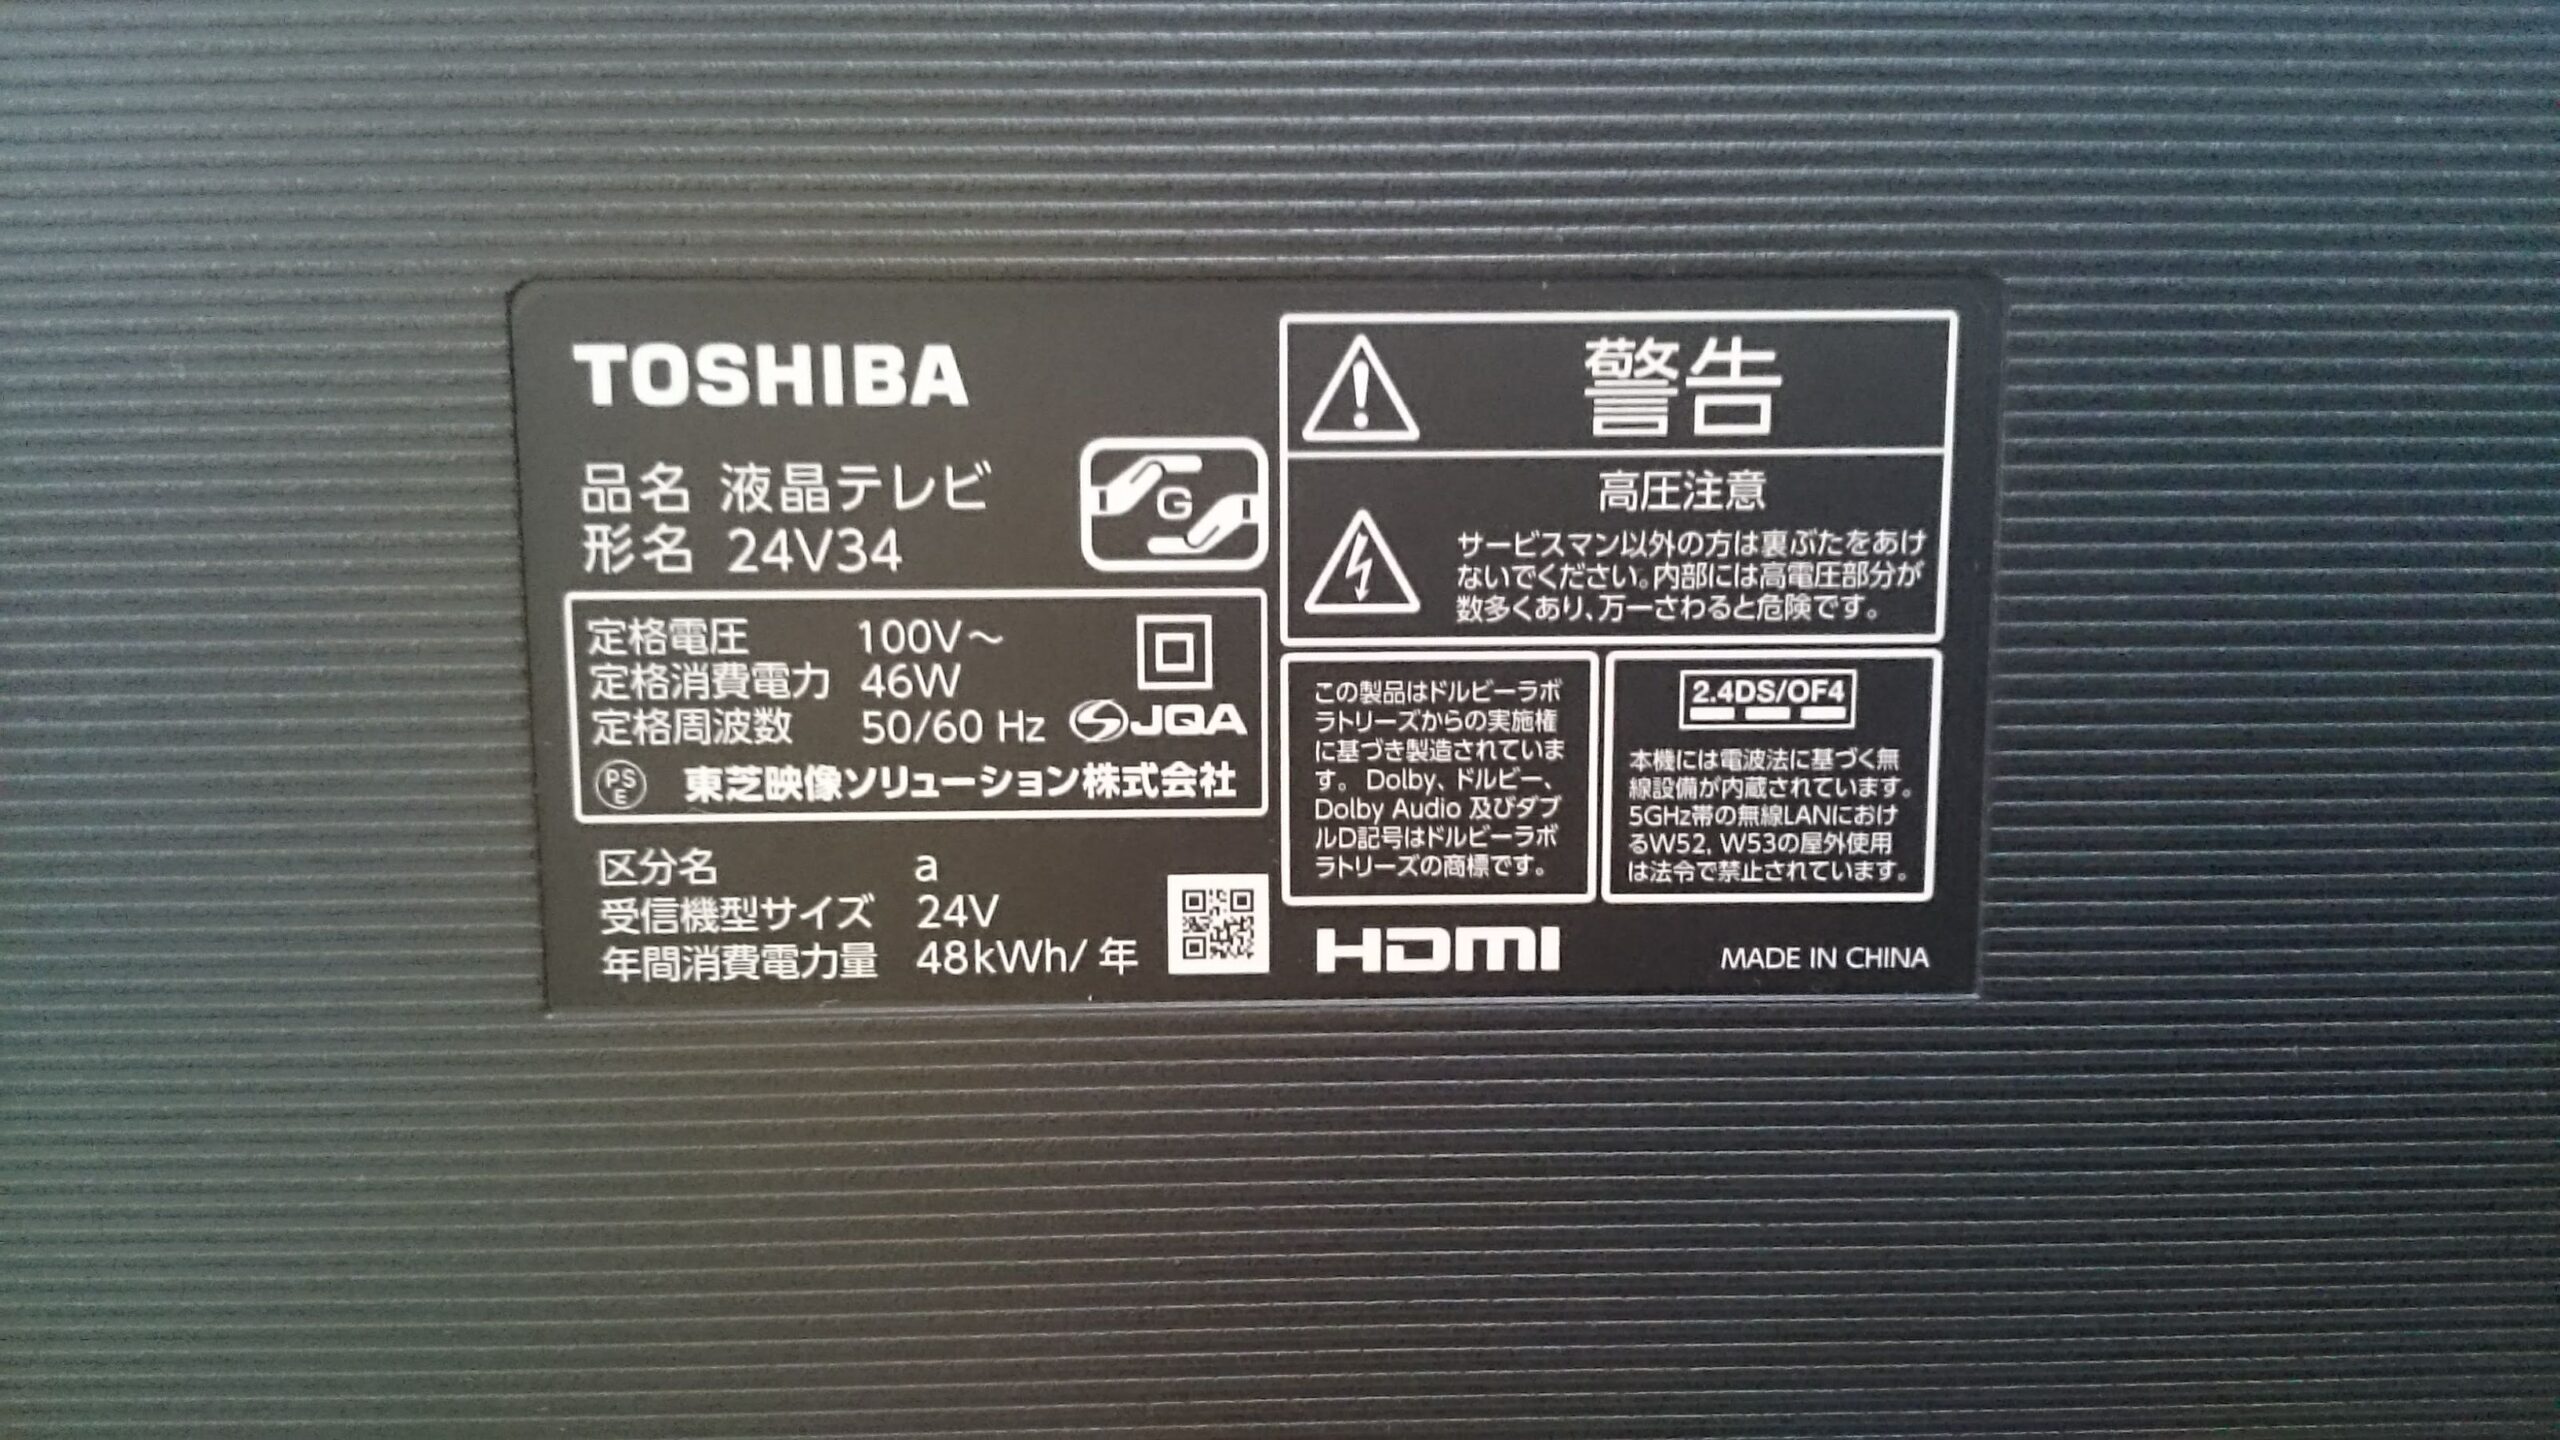 TOSHIBA
品名 液晶テレビ
形名 24V34
G
定格電圧 100V～
定格消費電力 46W
定格周波数 50/60 Hz
JQA
PS
E
東芝映像ソリューション株式会社
区分名 a
受信機型サイズ 24V
年間消費電力量 48kWh/年
警告
高圧注意
サービスマン以外の方は裏ぶたをあけ
ないでください。内部には高電圧部分が
数多くあり、万一さわると危険です。
この製品はドルビーラボ
ラトリーズからの実施権
に基づき製造されていま
す。Dolby、ドルビー、
Dolby Audio 及びダブ
ルD記号はドルビーラボ
ラトリーズの商標です。
2.4DS/OF4
本機には電波法に基づく無
線設備が内蔵されています。
5GHz帯の無線LANにおけ
るW52, W53の屋外使用
は法令で禁止されています。
HDMI
MADE IN CHINA